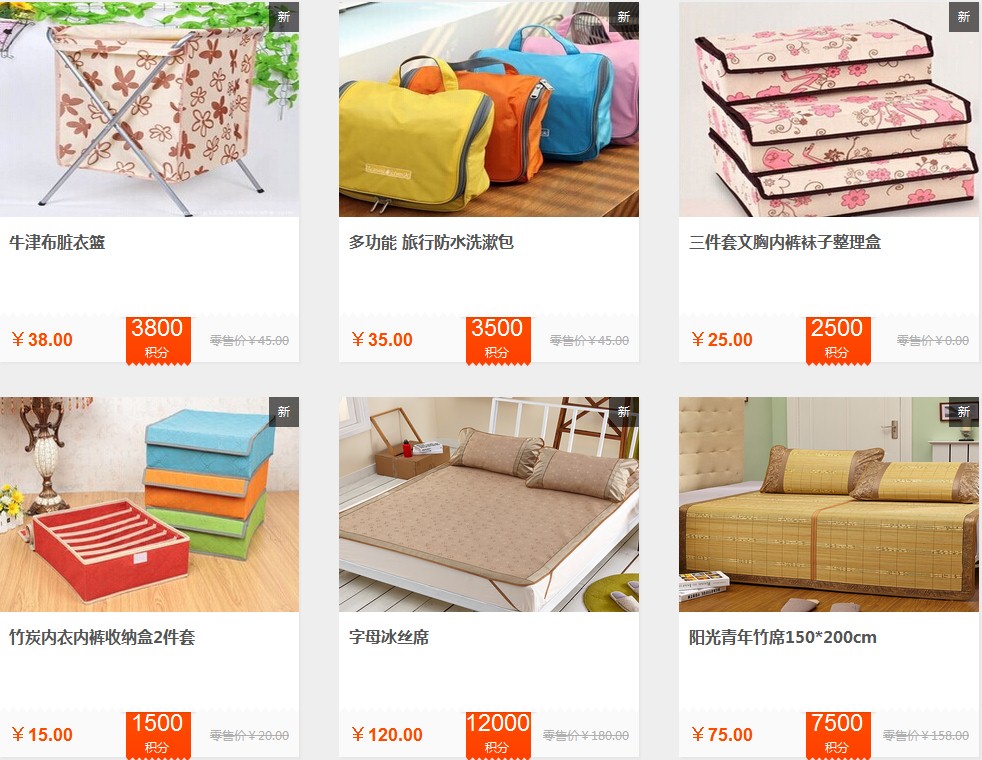 新
新
新
牛津布脏衣篮
多功能 旅行防水洗漱包
三件套文胸内裤袜子整理盒
￥38.00
3800
积分
零售价￥45.00
￥35.00
3500
积分
零售价￥45.00
￥25.00
2500
积分
零售价￥0.00
新
新
新
竹炭内衣内裤收纳盒2件套
字母冰丝席
阳光青年竹席150*200cm
￥15.00
1500
积分
零售价￥20.00
￥120.00
12000
积分
零售价￥180.00
￥75.00
7500
积分
零售价￥158.00